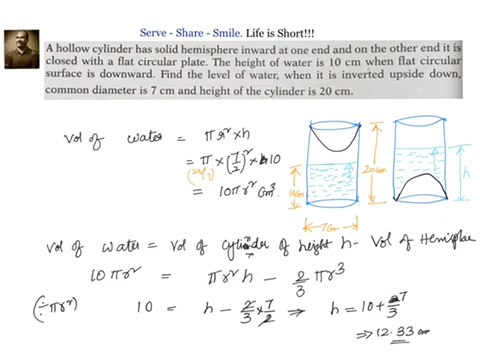 Serve - Share - Smile. Life is Short!!!
A hollow cylinder has solid hemisphere inward at one end and on the other end it is
closed with a flat circular plate. The height of water is 10 cm when flat circular
surface is downward. Find the level of water, when it is inverted upside down,
common diameter is 7 cm and height of the cylinder is 20 cm.
Vol of water = πr² × h
= π × (7/2)² × 10
(22/7)
= 10πr² cm³.
10cm
7cm
20cm
h
Vol of water = Vol of Cylinder of height h - Vol of Hemisphe
10πr² = πr²h - 2/3 πr³
(÷πr²) 10 = h - 2/3 × 7/2 ⇒ h = 10 + 7/3
⇒ 12.33 cm